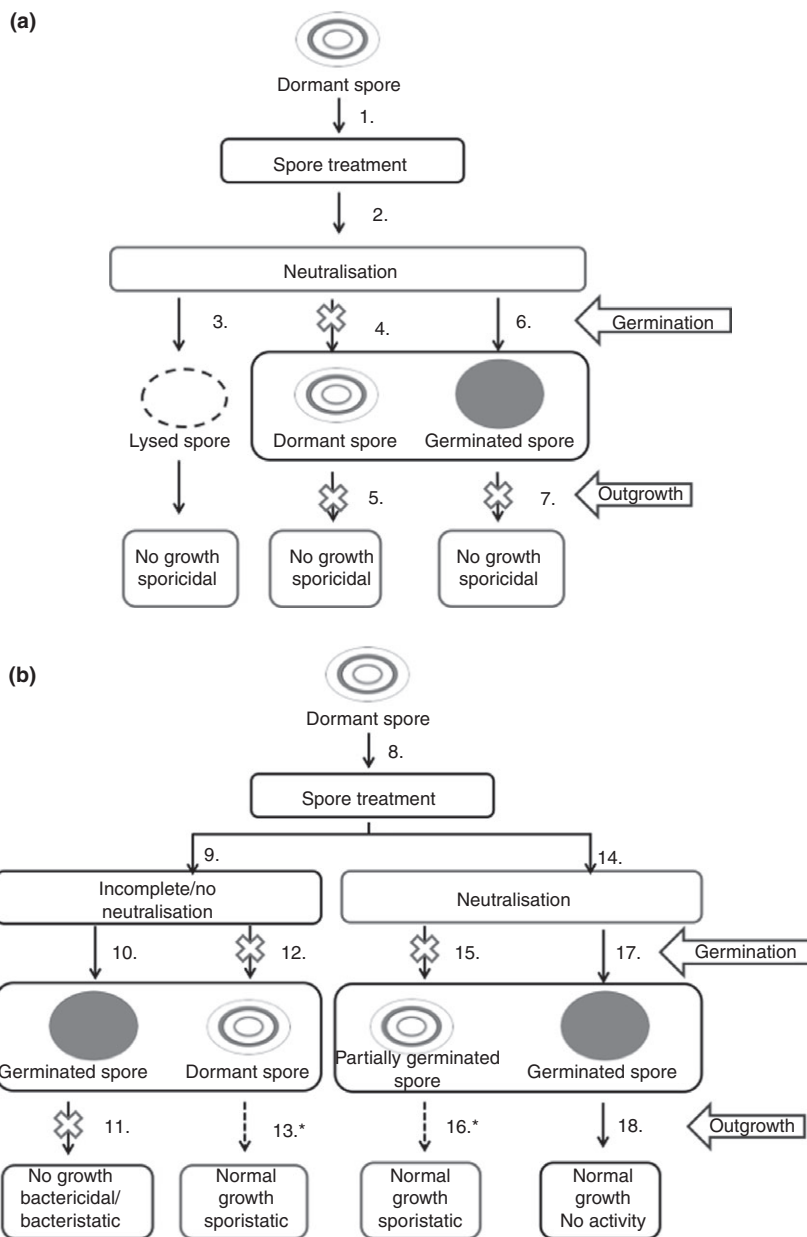 (a)
Dormant spore
1.
Spore treatment
2.
Neutralisation
3.
4.
6.
Germination
Lysed spore
Dormant spore
Germinated spore
5.
7.
Outgrowth
No growth
sporicidal
No growth
sporicidal
No growth
sporicidal
(b)
Dormant spore
8.
Spore treatment
9.
14.
Incomplete/no
neutralisation
Neutralisation
10.
12.
15.
17.
Germination
Germinated spore
Dormant spore
Partially germinated
spore
Germinated spore
11.
13.*
16.*
18.
Outgrowth
No growth
bactericidal/
bacteristatic
Normal
growth
sporistatic
Normal
growth
sporistatic
Normal
growth
No activity